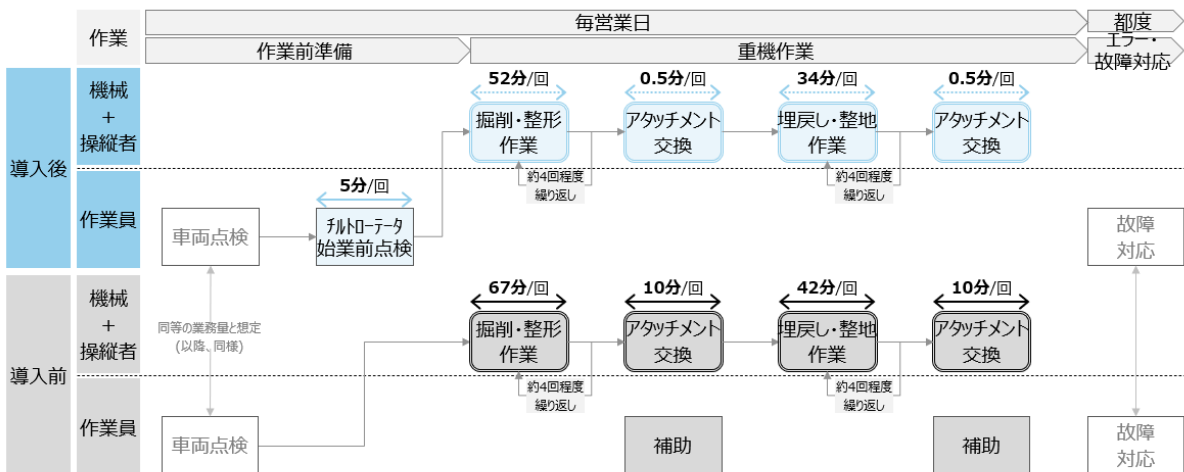 作業
毎営業日
都度
作業前準備
重機作業
エラー・
故障対応
導入後
機械
+
操縦者
52分/回
0.5分/回
34分/回
0.5分/回
掘削・整形
作業
アタッチメント
交換
埋戻し・整地
作業
アタッチメント
交換
約4回程度
繰り返し
約4回程度
繰り返し
作業員
5分/回
車両点検
チルトローテータ
始業前点検
故障
対応
導入前
機械
+
操縦者
同等の業務量と想定
(以降、同様)
67分/回
10分/回
42分/回
10分/回
掘削・整形
作業
アタッチメント
交換
埋戻し・整地
作業
アタッチメント
交換
約4回程度
繰り返し
約4回程度
繰り返し
作業員
車両点検
補助
補助
故障
対応